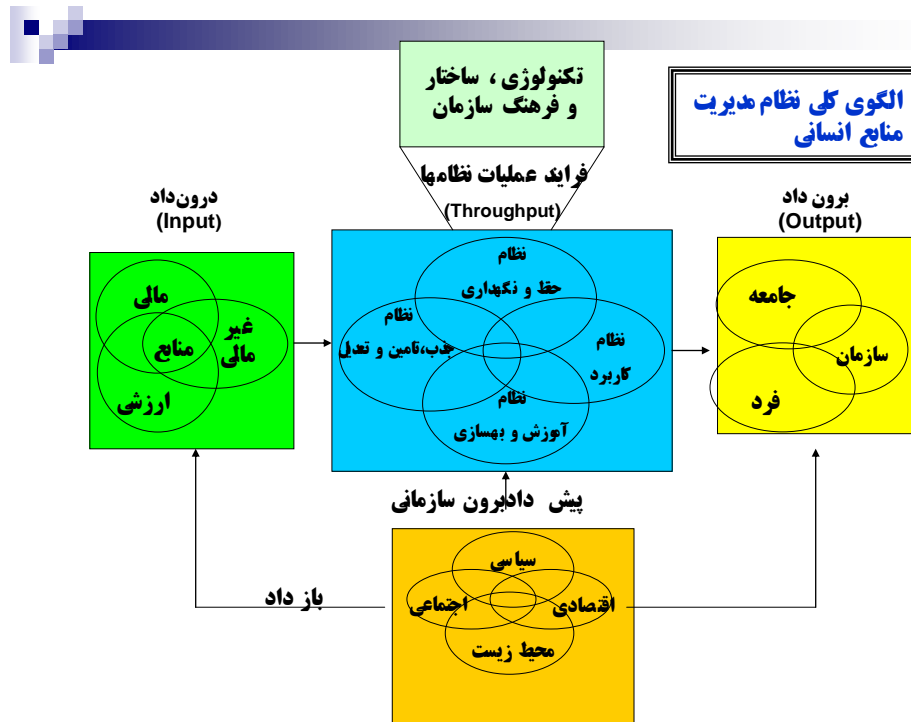 تکنولوژی ، ساختار
و فرهنگ سازمان
الگوی کلی نظام مدیریت
منابع انسانی
فرایند عملیات نظامها
(Throughput)
درون‌داد
(Input)
برون داد
(Output)
مالی
غیر
مالی
منابع
ارزشی
نظام
حفظ و نگهداری
نظام
جذب،تامین و تعدیل
نظام
کاربرد
نظام
آموزش و بهسازی
جامعه
سازمان
فرد
پیش دادبرون سازمانی
سیاسی
اجتماعی
اقتصادی
محیط زیست
باز داد